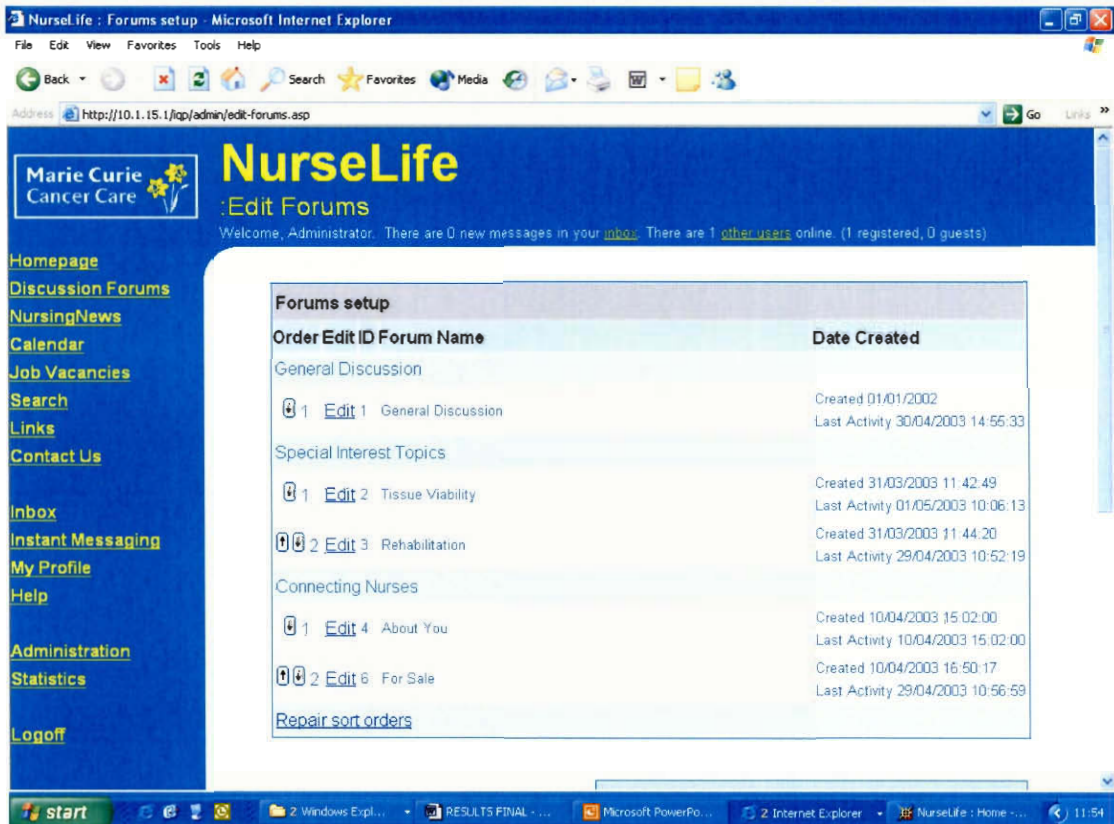 NurseLife : Forums setup - Microsoft Internet Explorer
File Edit View Favorites Tools Help
Back Search Favorites Media
Address http://10.1.15.1/iqp/admin/edit-forums.asp Go Links »
Marie Curie
Cancer Care
NurseLife
:Edit Forums
Welcome, Administrator. There are 0 new messages in your inbox. There are 1 other users online. (1 registered, 0 guests)
Homepage
Discussion Forums
NursingNews
Calendar
Job Vacancies
Search
Links
Contact Us
Inbox
Instant Messaging
My Profile
Help
Administration
Statistics
Logoff
Forums setup
Order Edit ID Forum Name Date Created
General Discussion
1 Edit 1 General Discussion Created 01/01/2002
Last Activity 30/04/2003 14:55:33
Special Interest Topics
1 Edit 2 Tissue Viability Created 31/03/2003 11:42:49
Last Activity 01/05/2003 10:06:13
2 Edit 3 Rehabilitation Created 31/03/2003 11:44:20
Last Activity 29/04/2003 10:52:19
Connecting Nurses
1 Edit 4 About You Created 10/04/2003 15:02:00
Last Activity 10/04/2003 15:02:00
2 Edit 6 For Sale Created 10/04/2003 16:50:17
Last Activity 29/04/2003 10:56:59
Repair sort orders
start 2 Windows Expl... RESULTS FINAL - ... Microsoft PowerPo... 2 Internet Explorer NurseLife : Home -... 11:54